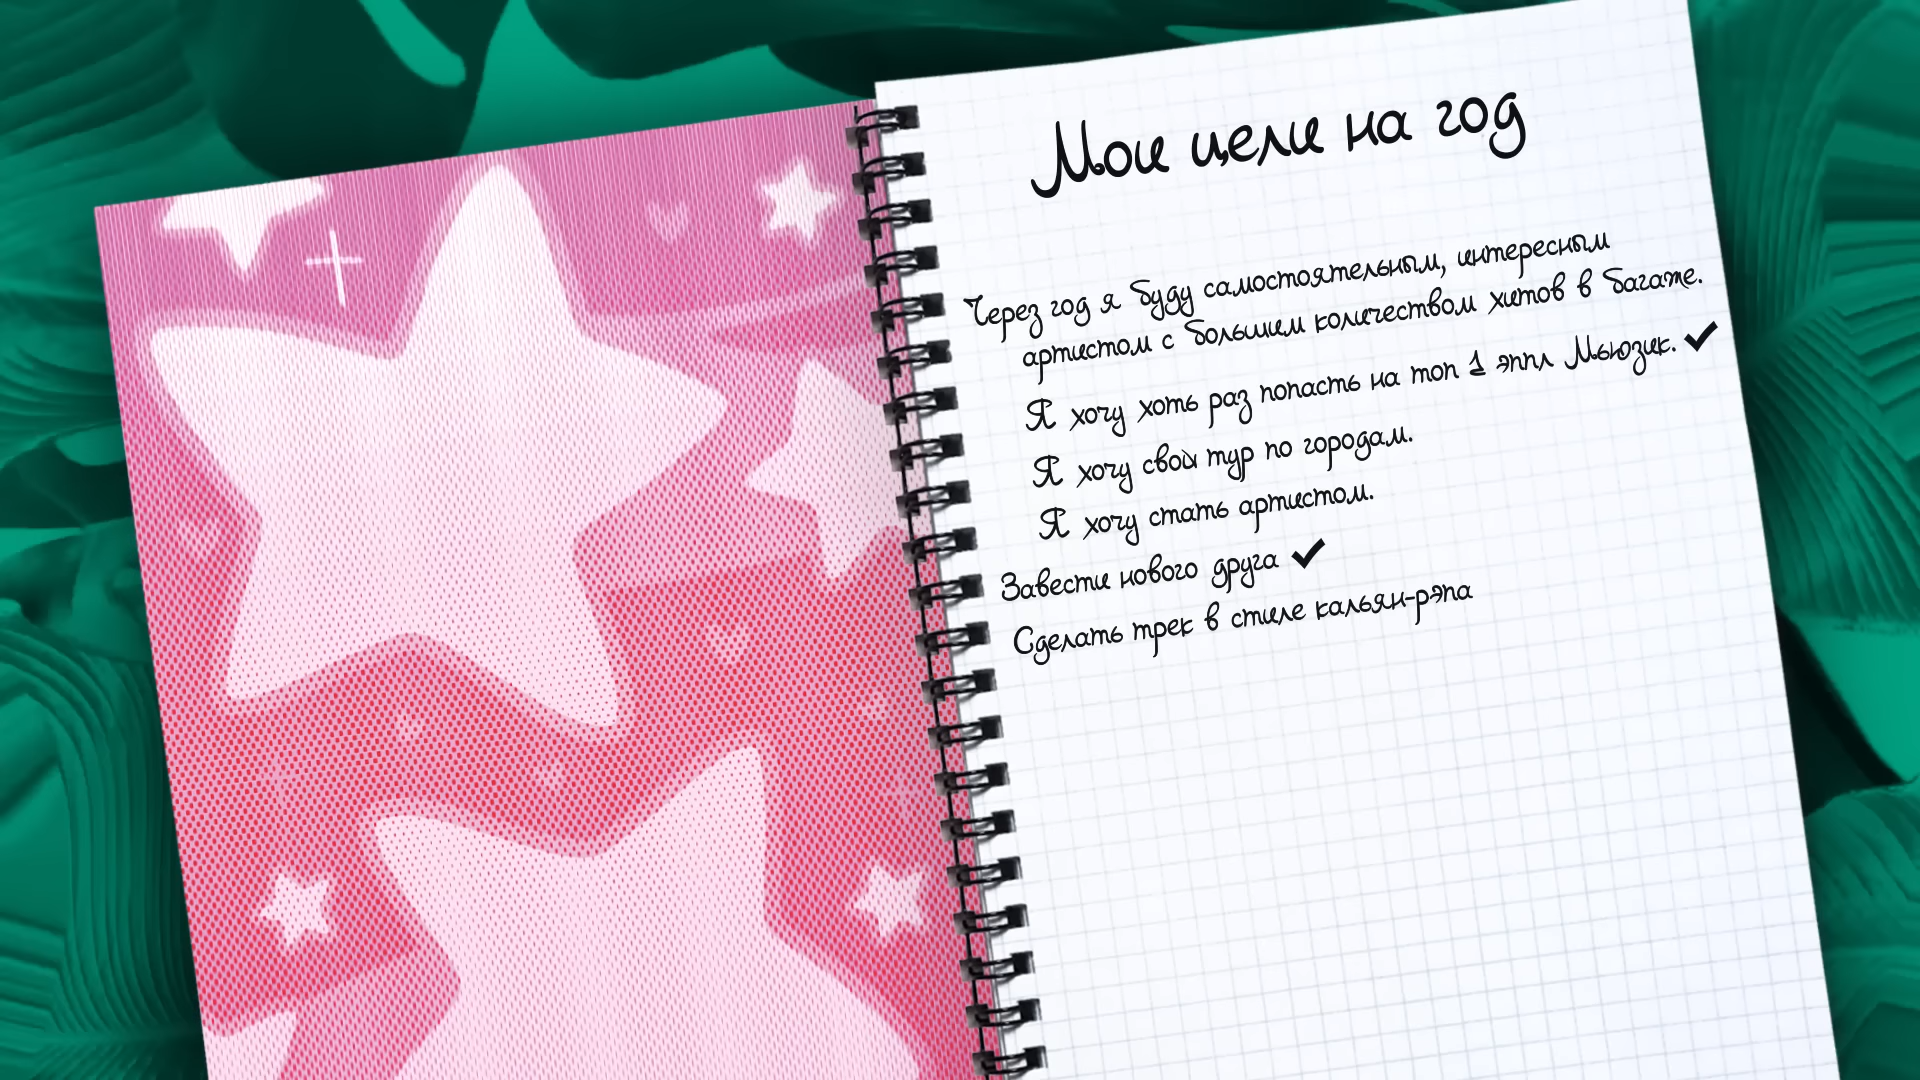 Мои цели на год
Через год я буду самостоятельным, интересным
артистом с большим количеством хитов в багаже.
Я хочу хоть раз попасть на топ 1 эппл Мьюзик. ✔
Я хочу свой тур по городам.
Я хочу стать артистом.
Завести нового друга ✔
Сделать трек в стиле кальян-рэпа